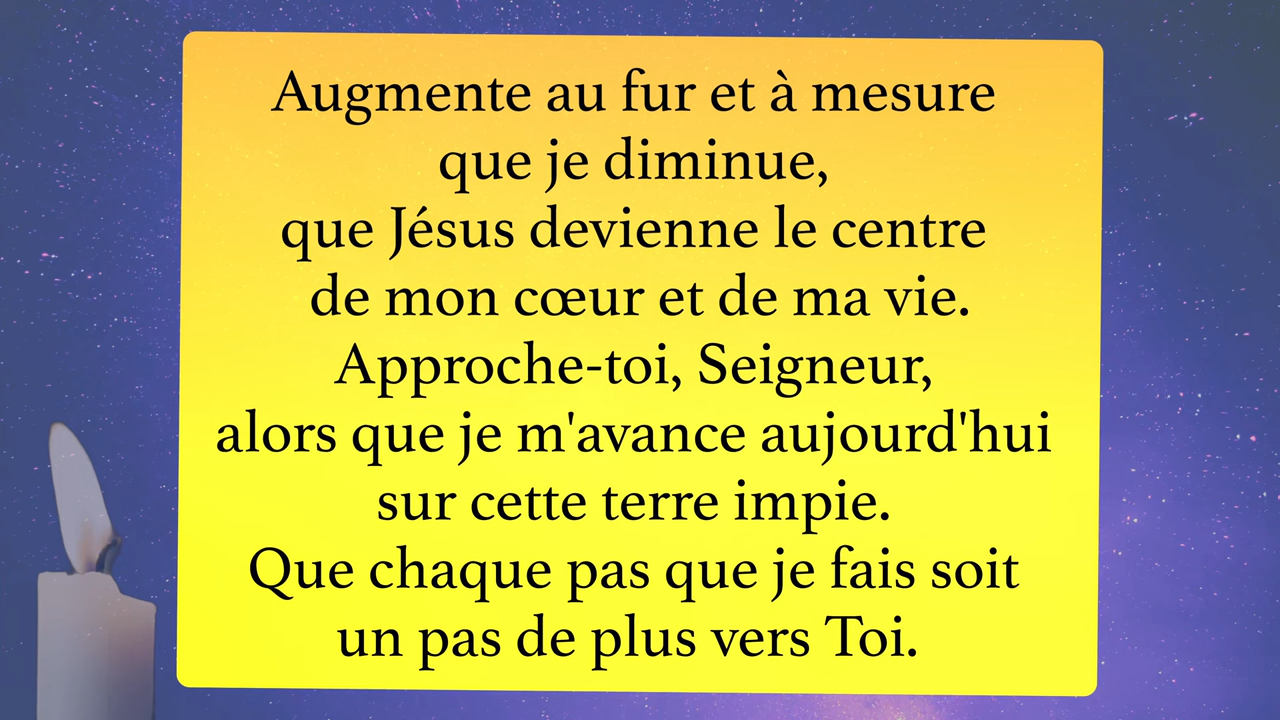 Augmente au fur et à mesure
que je diminue,
que Jésus devienne le centre
de mon cœur et de ma vie.
Approche-toi, Seigneur,
alors que je m'avance aujourd'hui
sur cette terre impie.
Que chaque pas que je fais soit
un pas de plus vers Toi.